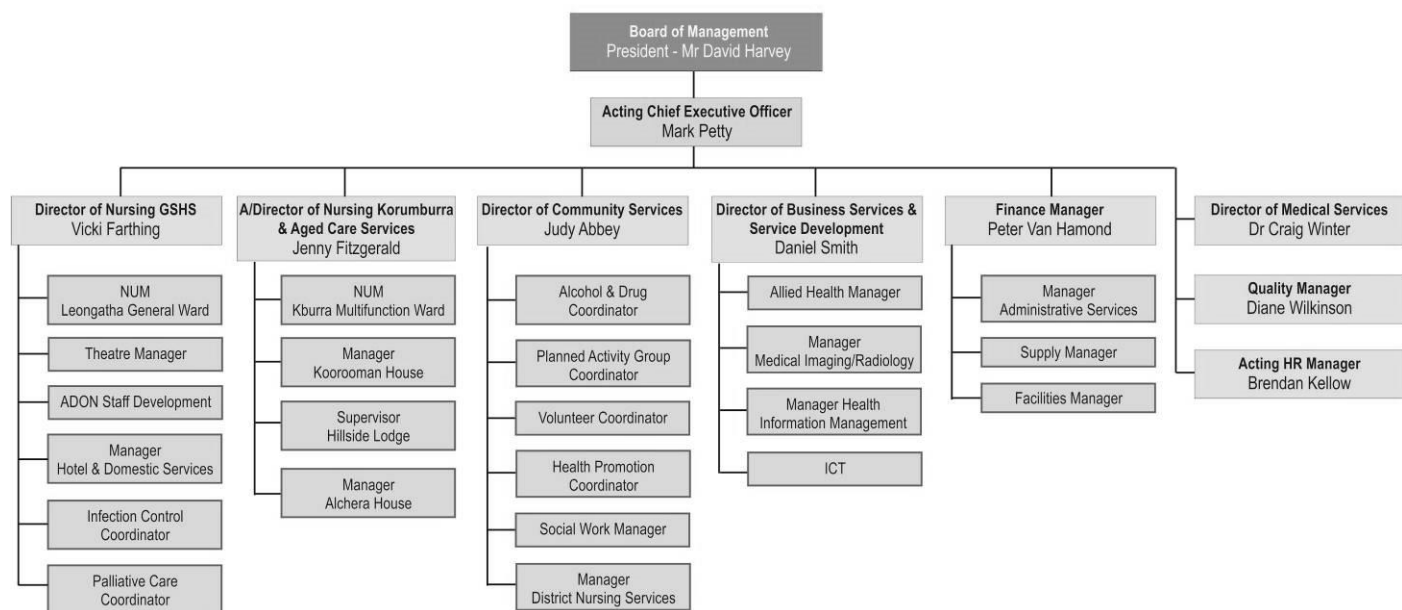 Board of Management
President - Mr David Harvey
Acting Chief Executive Officer
Mark Petty
Director of Nursing GSHS
Vicki Farthing
NUM
Leongatha General Ward
Theatre Manager
ADON Staff Development
Manager
Hotel & Domestic Services
Infection Control
Coordinator
Palliative Care
Coordinator
A/Director of Nursing Korumburra
& Aged Care Services
Jenny Fitzgerald
NUM
Kburra Multifunction Ward
Manager
Koorooman House
Supervisor
Hillside Lodge
Manager
Alchera House
Director of Community Services
Judy Abbey
Alcohol & Drug
Coordinator
Planned Activity Group
Coordinator
Volunteer Coordinator
Health Promotion
Coordinator
Social Work Manager
Manager
District Nursing Services
Director of Business Services &
Service Development
Daniel Smith
Allied Health Manager
Manager
Medical Imaging/Radiology
Manager Health
Information Management
ICT
Finance Manager
Peter Van Hamond
Manager
Administrative Services
Supply Manager
Facilities Manager
Director of Medical Services
Dr Craig Winter
Quality Manager
Diane Wilkinson
Acting HR Manager
Brendan Kellow